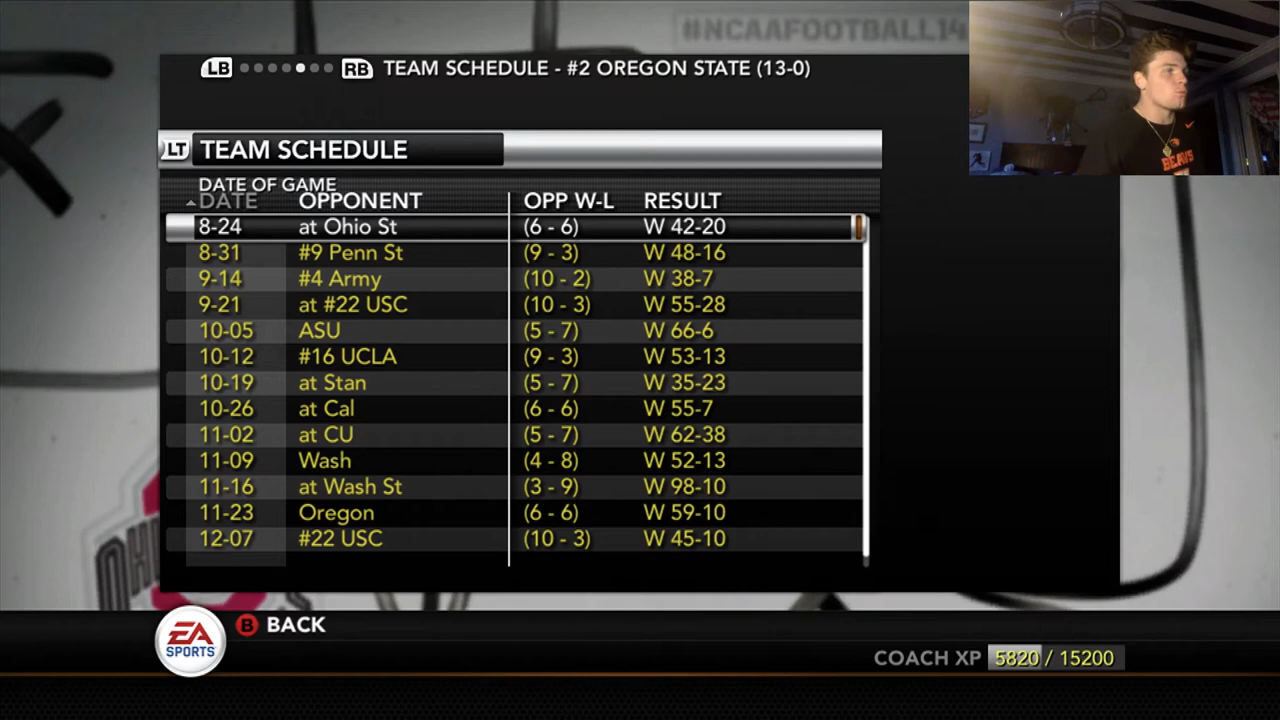 #NCAAFOOTBALL14
LB RB TEAM SCHEDULE - #2 OREGON STATE (13-0)
LT TEAM SCHEDULE
DATE OF GAME
DATE OPPONENT OPP W-L RESULT
8-24 at Ohio St (6 - 6) W 42-20
8-31 #9 Penn St (9 - 3) W 48-16
9-14 #4 Army (10 - 2) W 38-7
9-21 at #22 USC (10 - 3) W 55-28
10-05 ASU (5 - 7) W 66-6
10-12 #16 UCLA (9 - 3) W 53-13
10-19 at Stan (5 - 7) W 35-23
10-26 at Cal (6 - 6) W 55-7
11-02 at CU (5 - 7) W 62-38
11-09 Wash (4 - 8) W 52-13
11-16 at Wash St (3 - 9) W 98-10
11-23 Oregon (6 - 6) W 59-10
12-07 #22 USC (10 - 3) W 45-10
BEAVS
EA SPORTS
B BACK
COACH XP 5820 / 15200